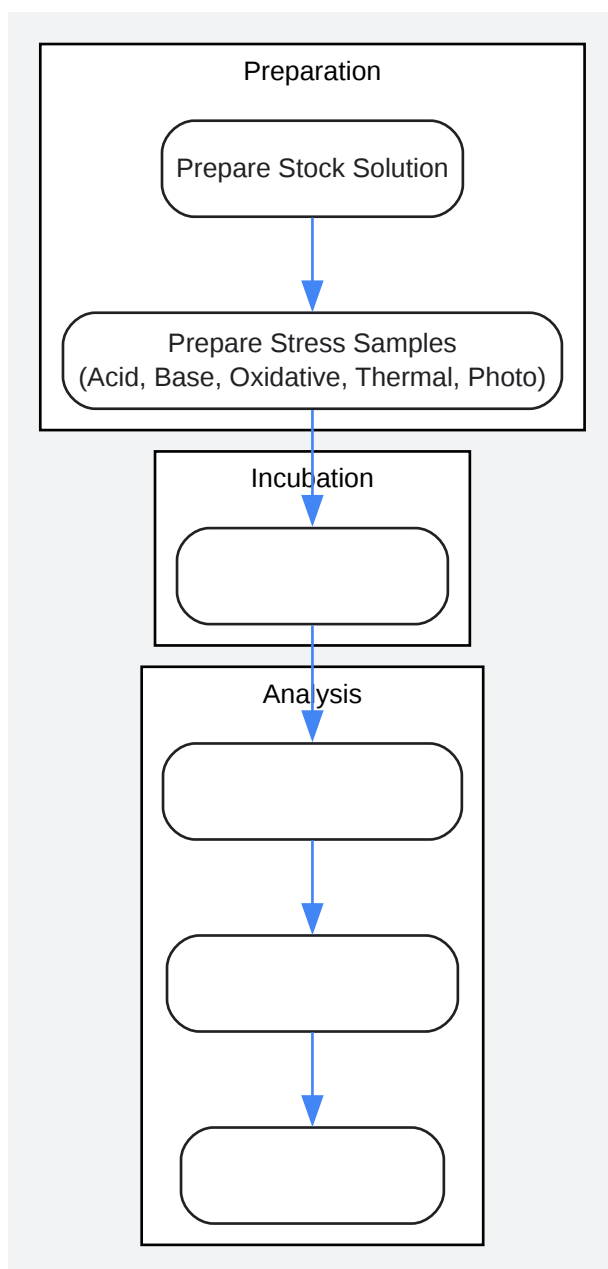 Preparation
Prepare Stock Solution
Prepare Stress Samples
(Acid, Base, Oxidative, Thermal, Photo)
Incubation
Analysis